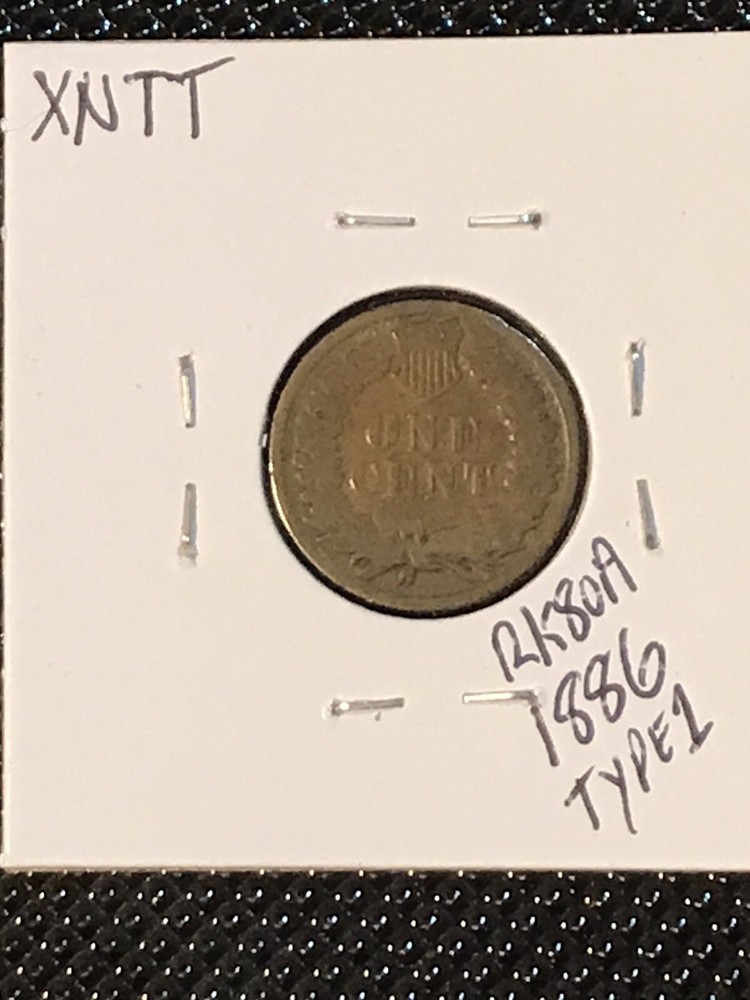 XNTT
ONE
CENT
RK80A
1886
TYPE1